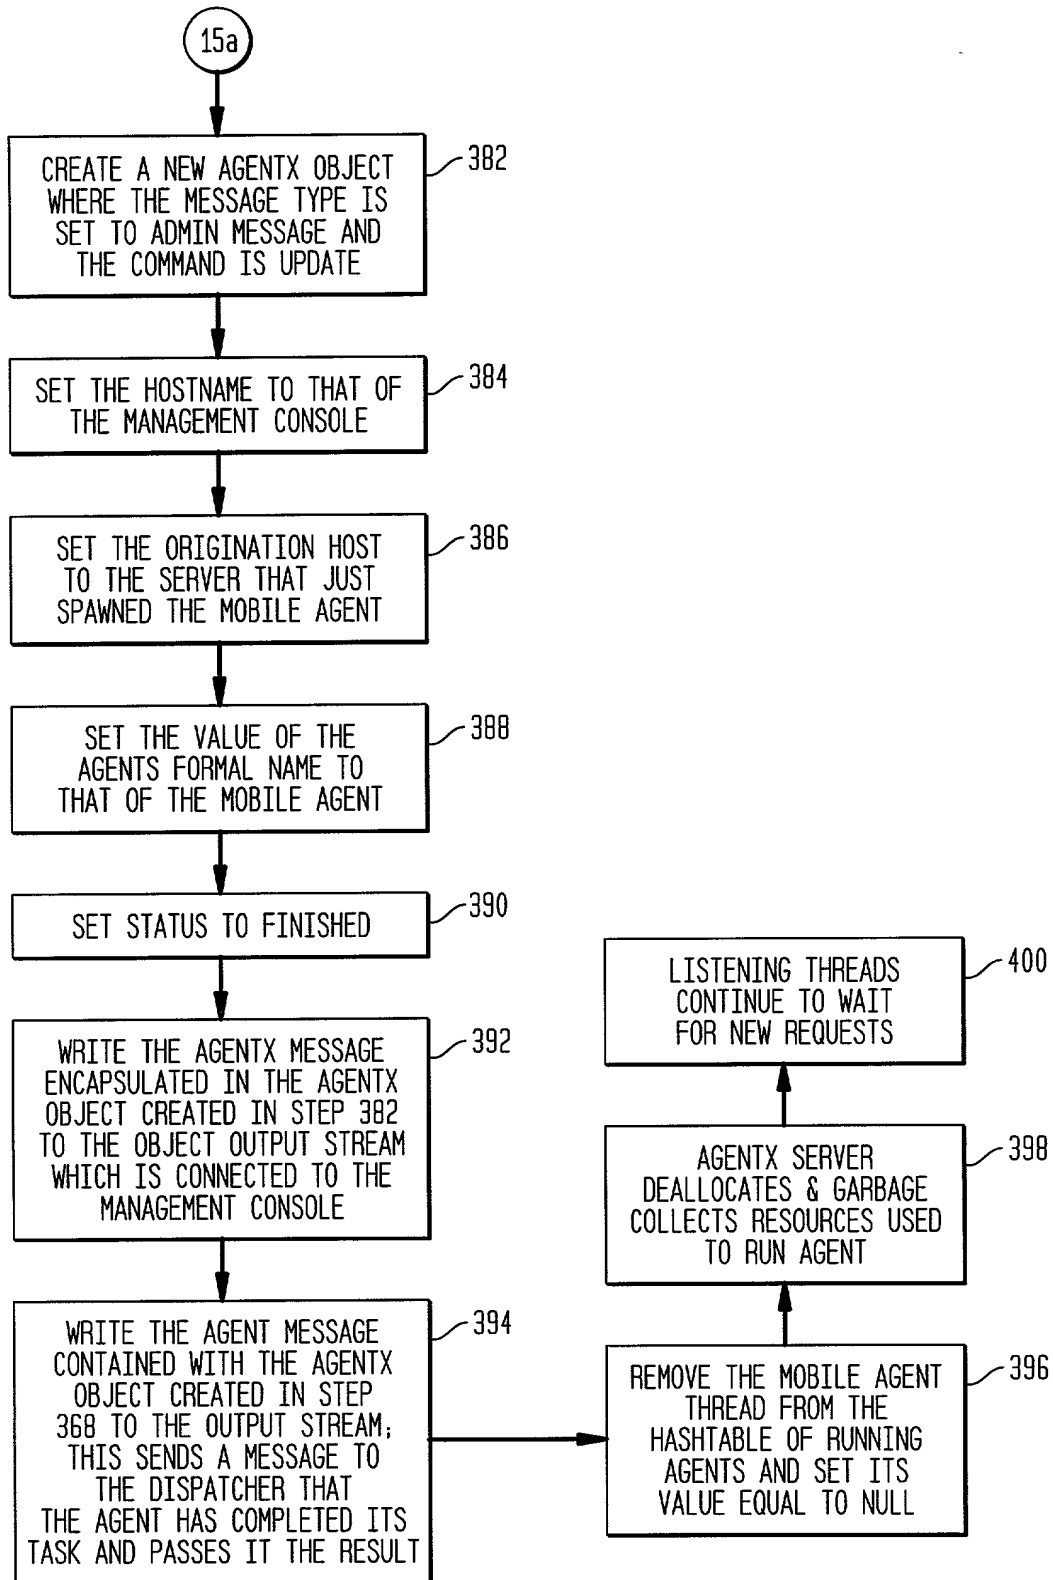 15a
CREATE A NEW AGENTX OBJECT
WHERE THE MESSAGE TYPE IS
SET TO ADMIN MESSAGE AND
THE COMMAND IS UPDATE
382
SET THE HOSTNAME TO THAT OF
THE MANAGEMENT CONSOLE
384
SET THE ORIGINATION HOST
TO THE SERVER THAT JUST
SPAWNED THE MOBILE AGENT
386
SET THE VALUE OF THE
AGENTS FORMAL NAME TO
THAT OF THE MOBILE AGENT
388
SET STATUS TO FINISHED
390
WRITE THE AGENTX MESSAGE
ENCAPSULATED IN THE AGENTX
OBJECT CREATED IN STEP 382
TO THE OBJECT OUTPUT STREAM
WHICH IS CONNECTED TO THE
MANAGEMENT CONSOLE
392
WRITE THE AGENT MESSAGE
CONTAINED WITH THE AGENTX
OBJECT CREATED IN STEP
368 TO THE OUTPUT STREAM;
THIS SENDS A MESSAGE TO
THE DISPATCHER THAT
THE AGENT HAS COMPLETED ITS
TASK AND PASSES IT THE RESULT
394
REMOVE THE MOBILE AGENT
THREAD FROM THE
HASHTABLE OF RUNNING
AGENTS AND SET ITS
VALUE EQUAL TO NULL
396
AGENTX SERVER
DEALLOCATES & GARBAGE
COLLECTS RESOURCES USED
TO RUN AGENT
398
LISTENING THREADS
CONTINUE TO WAIT
FOR NEW REQUESTS
400